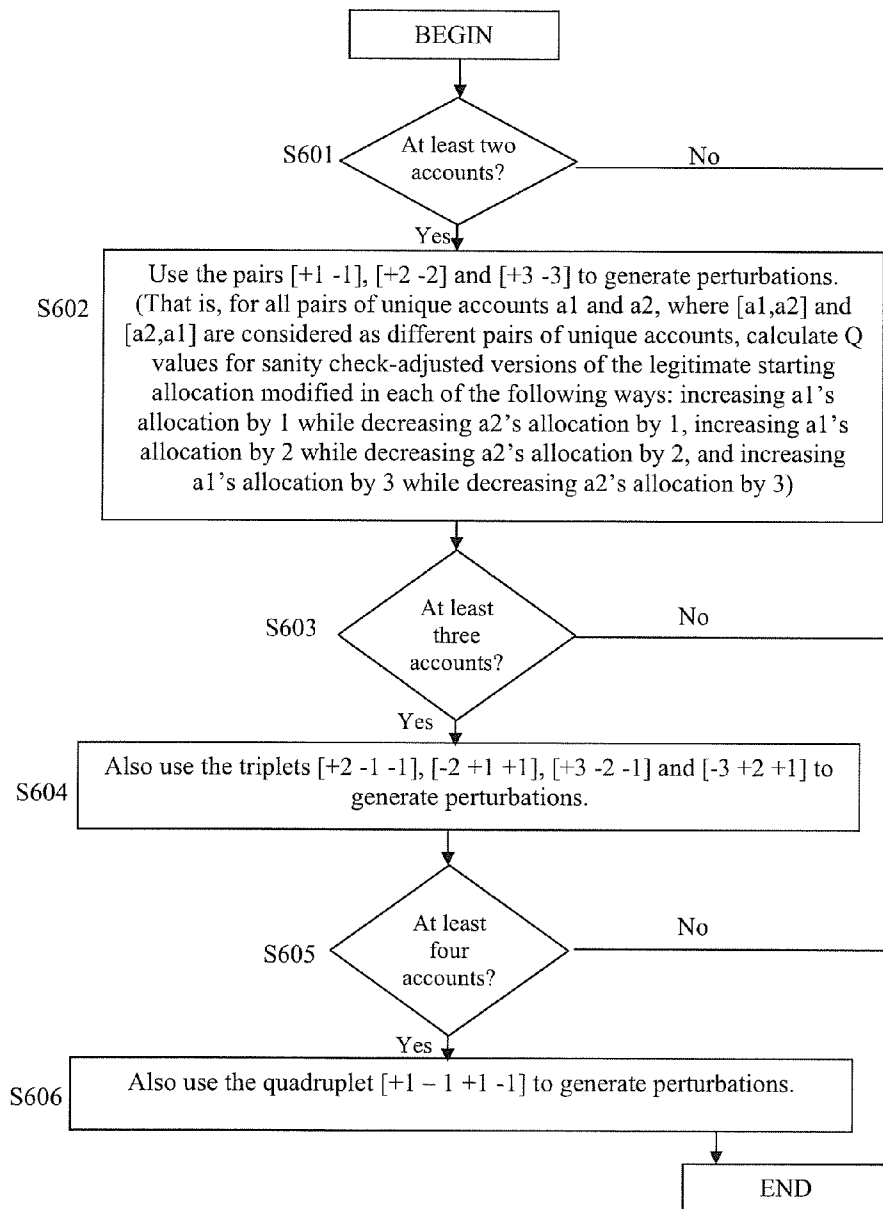 BEGIN
S601
At least two
accounts?
No
Yes
S602
Use the pairs [+1 -1], [+2 -2] and [+3 -3] to generate perturbations.
(That is, for all pairs of unique accounts a1 and a2, where [a1,a2] and
[a2,a1] are considered as different pairs of unique accounts, calculate Q
values for sanity check-adjusted versions of the legitimate starting
allocation modified in each of the following ways: increasing a1's
allocation by 1 while decreasing a2's allocation by 1, increasing a1's
allocation by 2 while decreasing a2's allocation by 2, and increasing
a1's allocation by 3 while decreasing a2's allocation by 3)
S603
At least
three
accounts?
No
Yes
S604
Also use the triplets [+2 -1 -1], [-2 +1 +1], [+3 -2 -1] and [-3 +2 +1] to
generate perturbations.
S605
At least
four
accounts?
No
Yes
S606
Also use the quadruplet [+1 – 1 +1 -1] to generate perturbations.
END